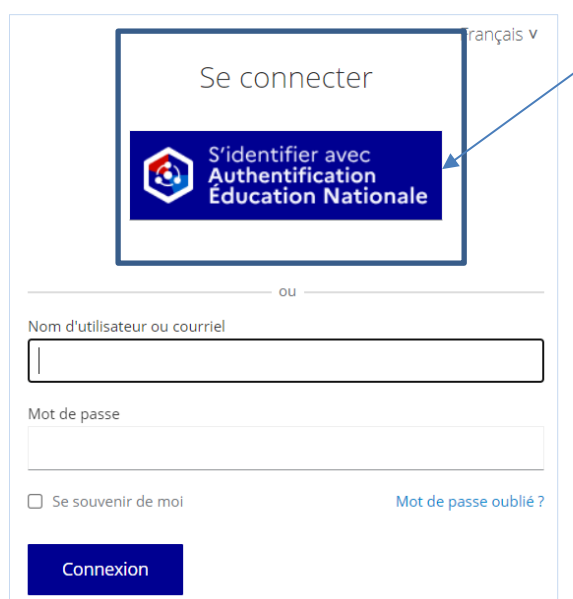 Français v
Se connecter
S'identifier avec
Authentification
Éducation Nationale
ou
Nom d'utilisateur ou courriel
Mot de passe
Se souvenir de moi
Mot de passe oublié ?
Connexion